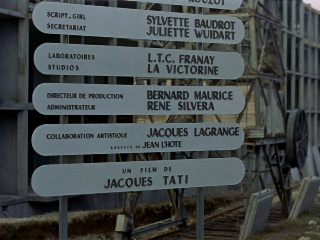 SCRIPT-GIRL SYLVETTE BAUDROT
SECRETARIAT JULIETTE WUIDART
LABORATOIRES L.T.C. FRANAY
STUDIOS LA VICTORINE
DIRECTEUR DE PRODUCTION BERNARD MAURICE
ADMINISTRATEUR RENE SILVERA
COLLABORATION ARTISTIQUE JACQUES LAGRANGE
JEAN L'HOTE
UN FILM DE
JACQUES TATI